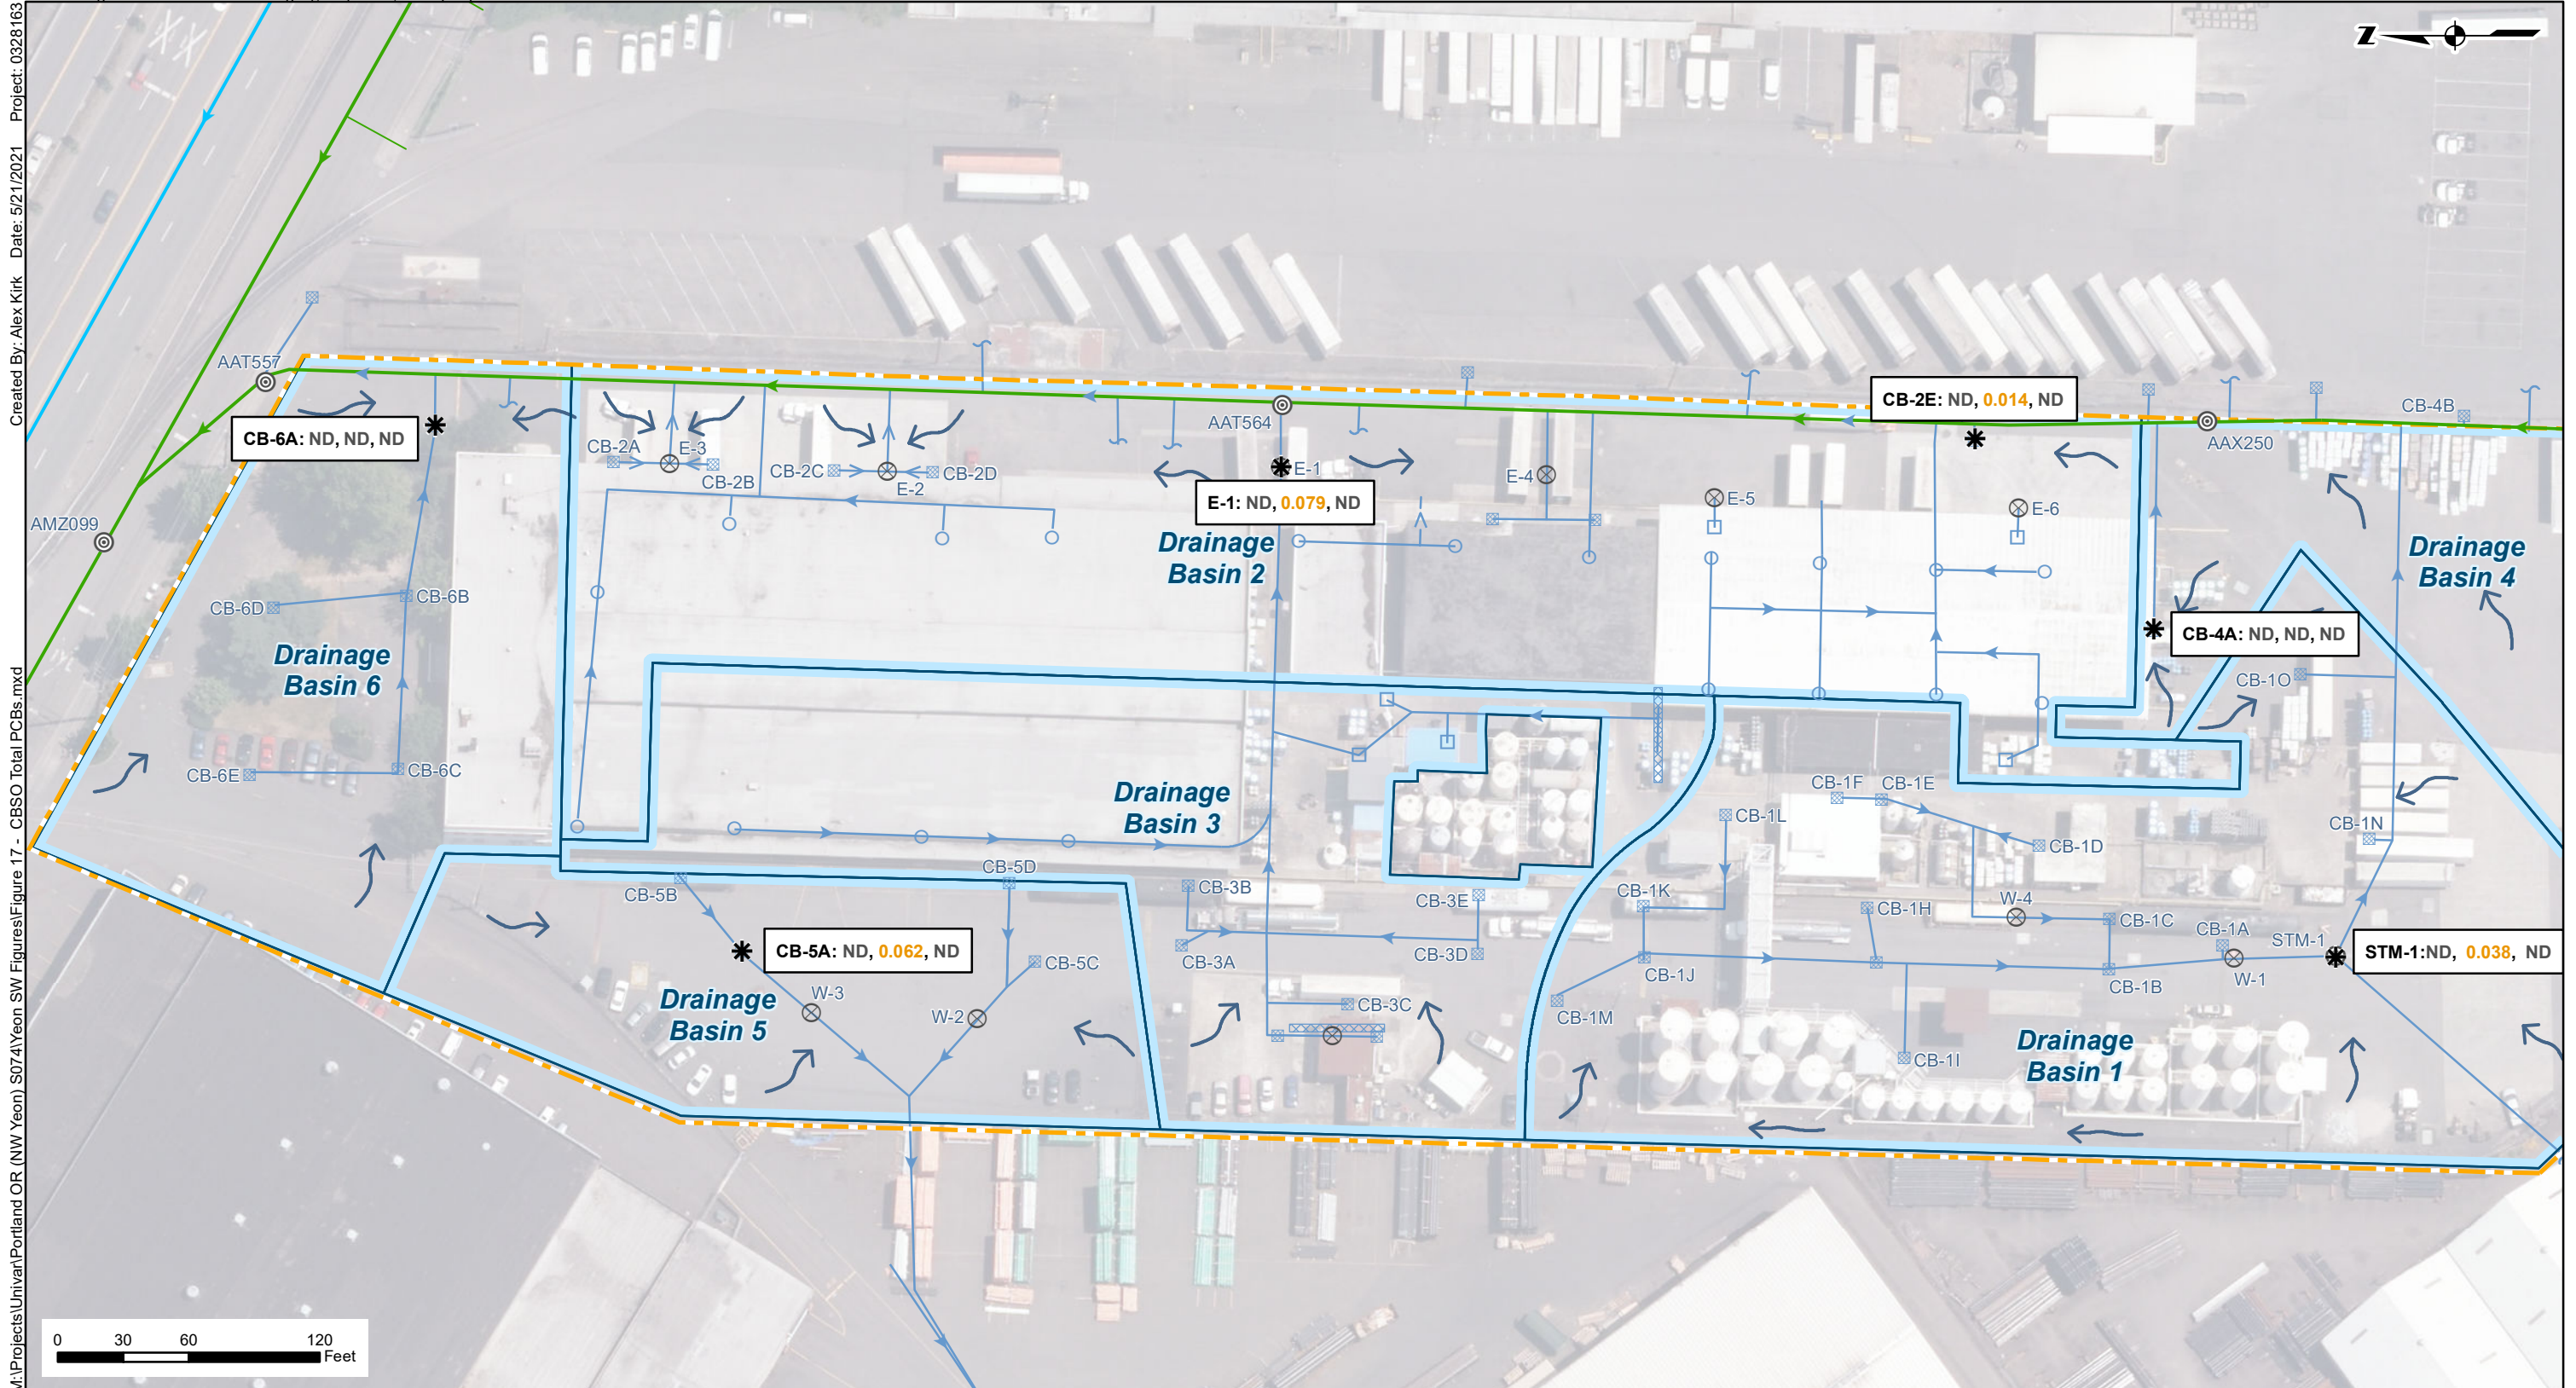 M:\Projects\Univar\Portland OR (NW Yeon) S074\Yeon SW Figures\Figure 17 - CBSO Total PCBs.mxd Created By: Alex Kirk Date: 5/21/2021 Project: 0328163
Z
AAT557
CB-6A: ND, ND, ND
AMZ099
CB-6D
CB-6B
Drainage
Basin 6
CB-6E
CB-6C
CB-2A
E-3
CB-2B
CB-2C
E-2
CB-2D
AAT564
E-1
E-1: ND, 0.079, ND
Drainage
Basin 2
E-4
E-5
CB-2E: ND, 0.014, ND
E-6
AAX250
CB-4B
Drainage
Basin 4
CB-4A: ND, ND, ND
CB-1O
Drainage
Basin 3
CB-5B
CB-5D
CB-5A: ND, 0.062, ND
CB-5C
W-3
W-2
Drainage
Basin 5
CB-3B
CB-3E
CB-3A
CB-3D
CB-3C
CB-1F
CB-1E
CB-1L
CB-1D
CB-1N
CB-1K
CB-1H
W-4
CB-1C
CB-1A
STM-1
STM-1:ND, 0.038, ND
CB-1J
CB-1B
W-1
CB-1M
CB-1I
Drainage
Basin 1
0 30 60 120
Feet